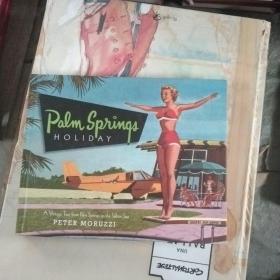 Palm Springs
HOLIDAY
A Vintage Tour from Palm Springs to the Salton Sea
PETER MORUZZI